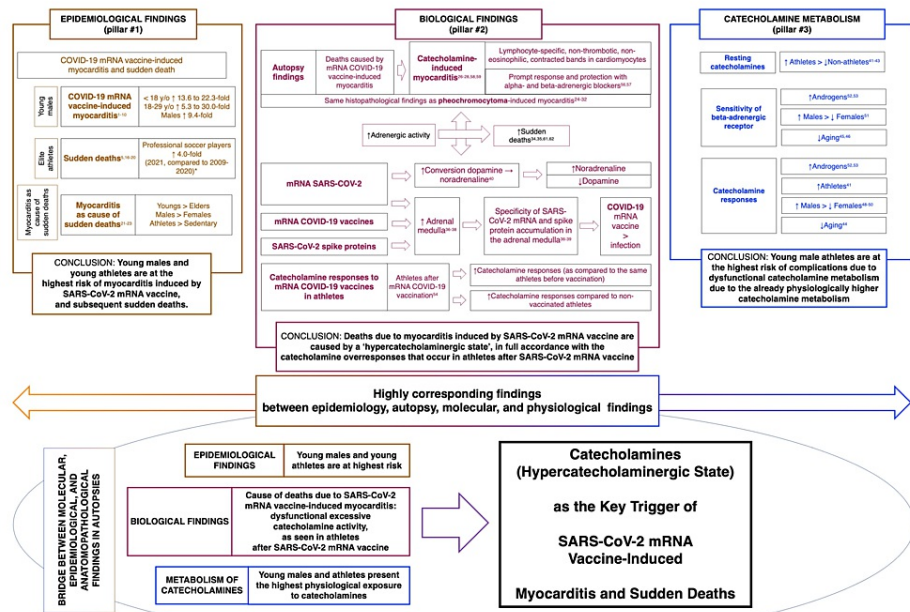 EPIDEMIOLOGICAL FINDINGS
(pillar #1)
COVID-19 mRNA vaccine-induced
myocarditis and sudden death
Young
males
COVID-19 mRNA
vaccine-induced
myocarditis
< 18 y/o ↑ 13.6 to 22.3-fold
18-29 y/o ↑ 5.3 to 30.0-fold
Males ↑ 9.4-fold
Elite
athletes
Sudden deaths
Professional soccer players
↑ 4.0-fold
(2021, compared to 2009-
2020)*
Myocarditis as
cause of
sudden deaths
Myocarditis
as cause of
sudden deaths
Youngs > Elders
Males > Females
Athletes > Sedentary
CONCLUSION: Young males and
young athletes are at the
highest risk of myocarditis induced by
SARS-CoV-2 mRNA vaccine,
and subsequent sudden deaths.
BIOLOGICAL FINDINGS
(pillar #2)
Autopsy
findings
Deaths caused by
mRNA COVID-19
vaccine-induced
myocarditis
Catecholamine-
induced
myocarditis
Lymphocyte-specific, non-thrombotic, non-
eosinophilic, contracted bands in cardiomyocytes
Prompt response and protection with
alpha- and beta-adrenergic blockers
Same histopathological findings as pheochromcytoma-induced myocarditis
↑Adrenergic activity
↑Sudden
deaths
mRNA SARS-COV-2
↑Conversion dopamine →
noradrenaline
↑Noradrenaline
↓Dopamine
mRNA COVID-19 vaccines
SARS-CoV-2 spike proteins
↑ Adrenal
medulla
Specificity of SARS-
CoV-2 mRNA and spike
protein accumulation in
the adrenal medulla
COVID-19
mRNA
vaccine
>
infection
Catecholamine responses to
mRNA COVID-19 vaccines
in athletes
Athletes after
mRNA COVID-19
vaccination
↑Catecholamine responses (as compared to the same
athletes before vaccination)
↑Catecholamine responses compared to non-
vaccinated athletes
CONCLUSION: Deaths due to myocarditis induced by SARS-CoV-2 mRNA vaccine are
caused by a 'hypercatecholaminergic state', in full accordance with the
catecholamine overresponses that occur in athletes after SARS-CoV-2 mRNA vaccine
CATECHOLAMINE METABOLISM
(pillar #3)
Resting
catecholamines
↑ Athletes > ↓Non-athletes
Sensitivity of
beta-adrenergic
receptor
↑Androgens
↑ Males > ↓ Females
↓Aging
Catecholamine
responses
↑Androgens
↑Athletes
↑ Males > ↓ Females
↓Aging
CONCLUSION: Young male athletes are at
the highest risk of complications due to
dysfunctional catecholamine metabolism
due to the already physiologically higher
catecholamine metabolism
Highly corresponding findings
between epidemiology, autopsy, molecular, and physiological findings
BRIDGE BETWEEN MOLECULAR,
EPIDEMIOLOGICAL, AND
ANATOMOPATHOLOGICAL
FINDINGS IN AUTOPSIES
EPIDEMIOLOGICAL
FINDINGS
Young males and young
athletes are at highest risk
BIOLOGICAL FINDINGS
Cause of deaths due to SARS-CoV-2
mRNA vaccine-induced myocarditis:
dysfunctional excessive
catecholamine activity,
as seen in athletes
after SARS-CoV-2 mRNA vaccine
METABOLISM OF
CATECHOLAMINES
Young males and athletes present
the highest physiological exposure
to catecholamines
Catecholamines
(Hypercatecholaminergic State)
as the Key Trigger of
SARS-CoV-2 mRNA
Vaccine-Induced
Myocarditis and Sudden Deaths